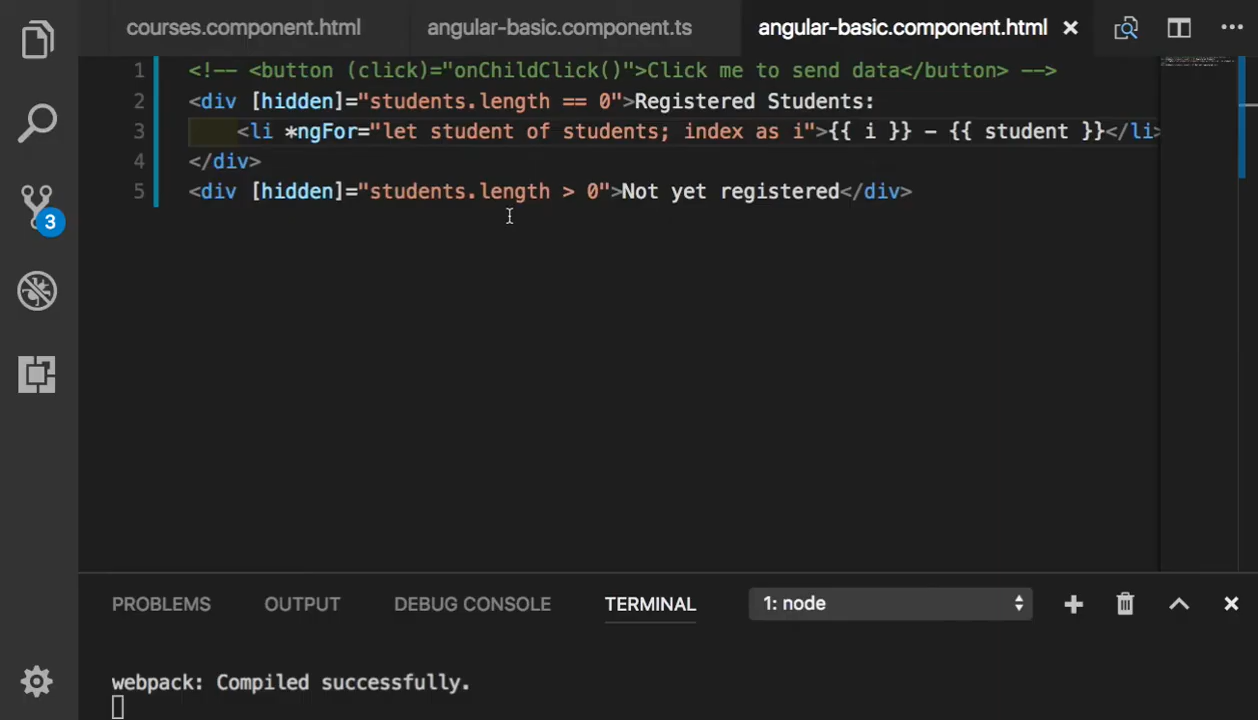 courses.component.html angular-basic.component.ts angular-basic.component.html
1 <!-- <button (click)="onChildClick()">Click me to send data</button> -->
2 <div [hidden]="students.length == 0">Registered Students:
3 <li *ngFor="let student of students; index as i">{{ i }} - {{ student }}</li>
4 </div>
5 <div [hidden]="students.length > 0">Not yet registered</div>
3
PROBLEMS OUTPUT DEBUG CONSOLE TERMINAL 1: node
webpack: Compiled successfully.